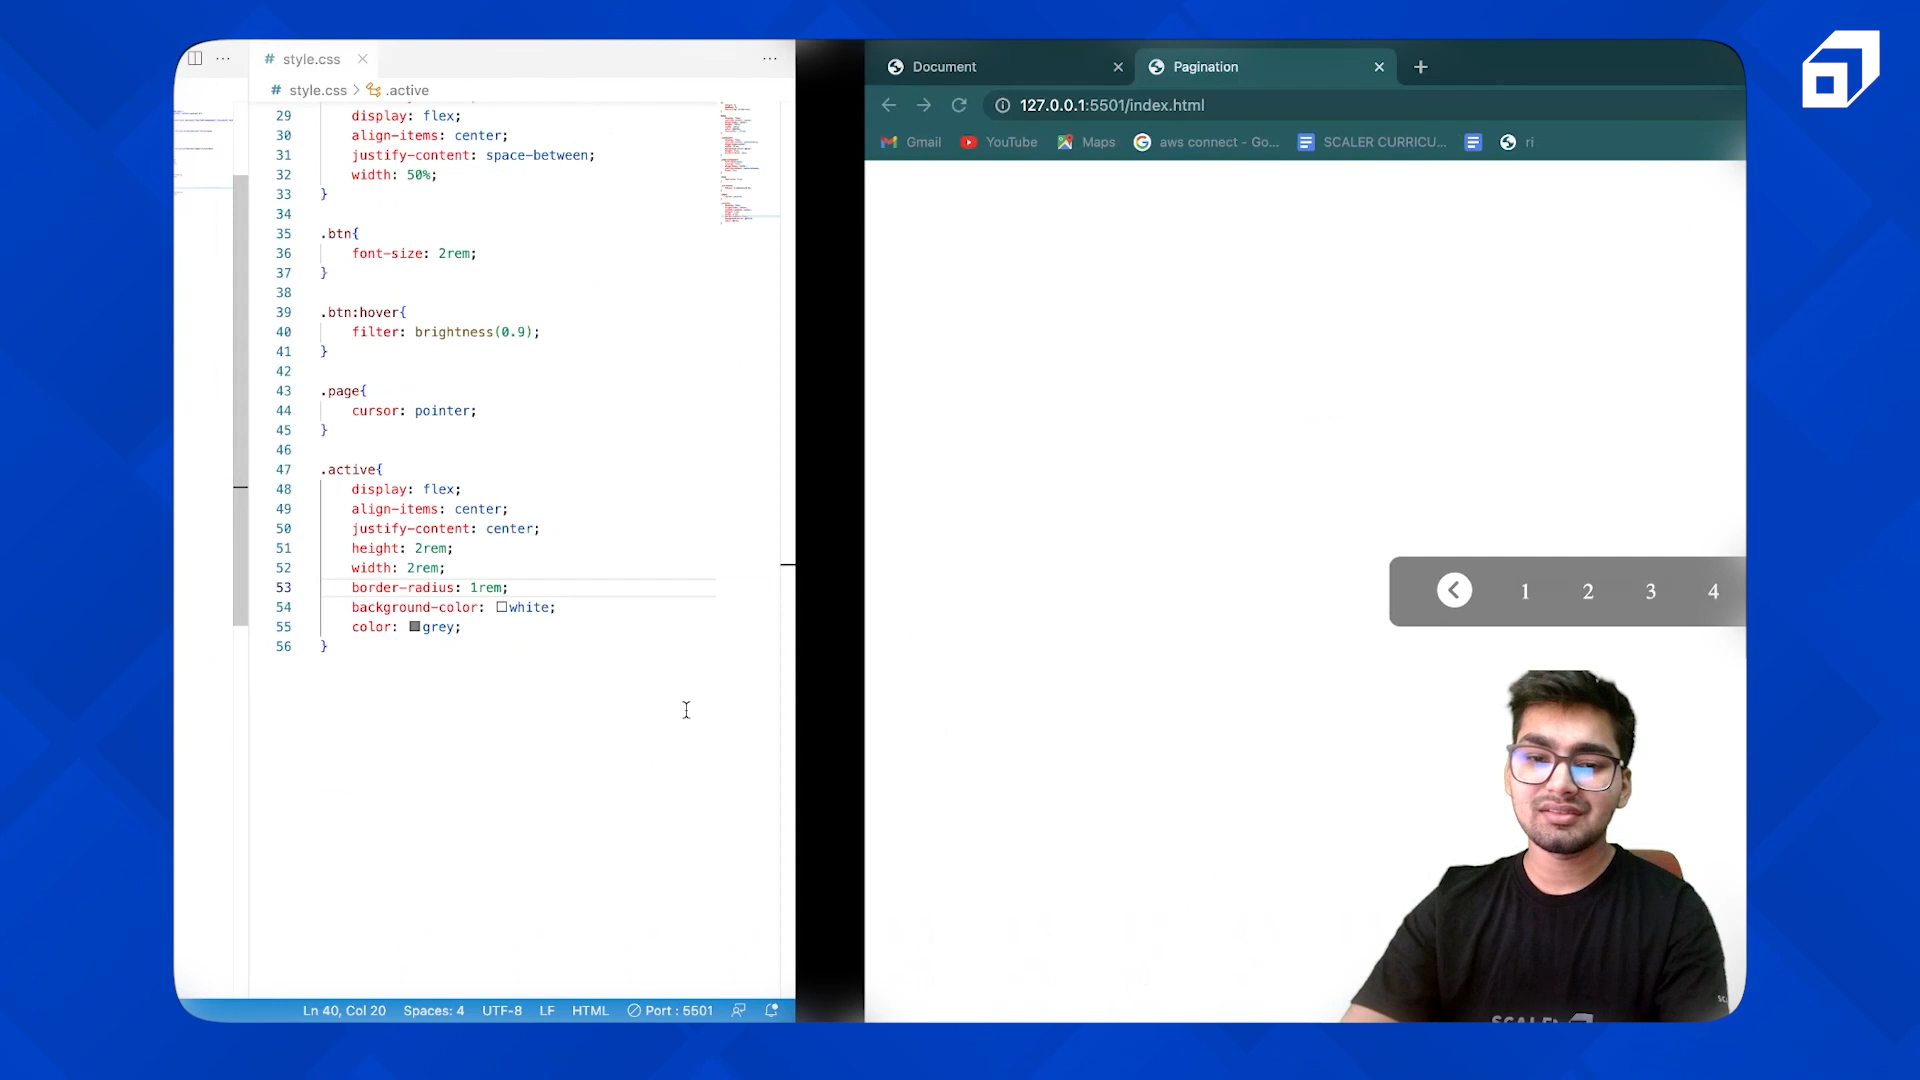 # style.css
# style.css > .active
29 display: flex;
30 align-items: center;
31 justify-content: space-between;
32 width: 50%;
33 }
34
35 .btn{
36 font-size: 2rem;
37 }
38
39 .btn:hover{
40 filter: brightness(0.9);
41 }
42
43 .page{
44 cursor: pointer;
45 }
46
47 .active{
48 display: flex;
49 align-items: center;
50 justify-content: center;
51 height: 2rem;
52 width: 2rem;
53 border-radius: 1rem;
54 background-color: white;
55 color: grey;
56 }
Ln 40, Col 20 Spaces: 4 UTF-8 LF HTML Port : 5501
Document Pagination
127.0.0.1:5501/index.html
Gmail YouTube Maps aws connect - Go... SCALER CURRICU... ri
1 2 3 4